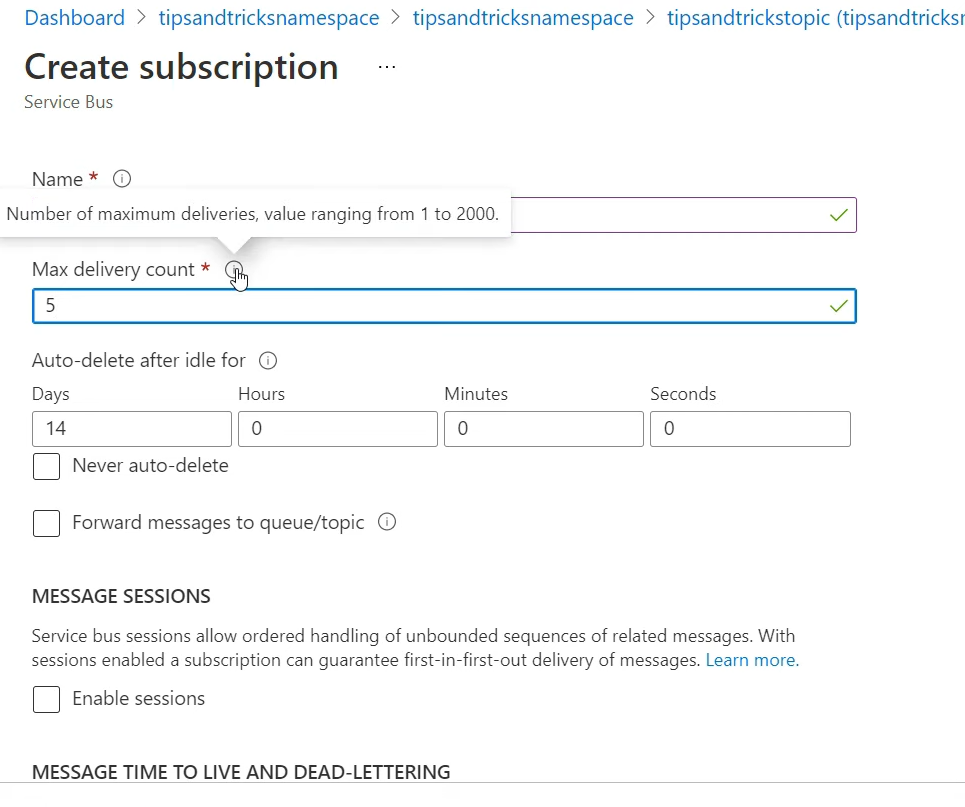 Dashboard > tipsandtricksnamespace > tipsandtricksnamespace > tipsandtrickstopic (tipsandtricksn
Create subscription ...
Service Bus
Name *
Number of maximum deliveries, value ranging from 1 to 2000.
Max delivery count *
5
Auto-delete after idle for
Days Hours Minutes Seconds
14 0 0 0
Never auto-delete
Forward messages to queue/topic
MESSAGE SESSIONS
Service bus sessions allow ordered handling of unbounded sequences of related messages. With
sessions enabled a subscription can guarantee first-in-first-out delivery of messages. Learn more.
Enable sessions
MESSAGE TIME TO LIVE AND DEAD-LETTERING